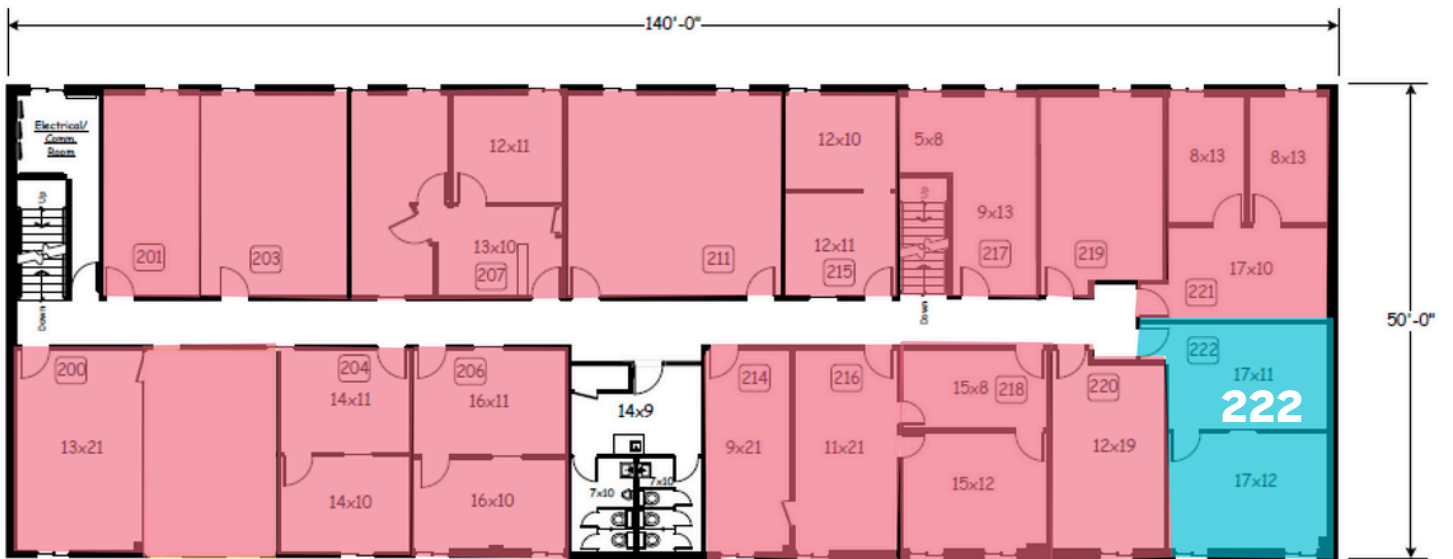 140'-0"
Electrical/
Comm.
Room
Up
Down
201
203
12x11
13x10
207
211
12x10
12x11
215
5x8
Up
Down
9x13
217
219
8x13
8x13
17x10
221
50'-0"
200
13x21
204
14x11
14x10
206
16x11
16x10
14x9
7x10
7x10
214
9x21
216
11x21
15x8
218
15x12
220
12x19
222
17x11
222
17x12